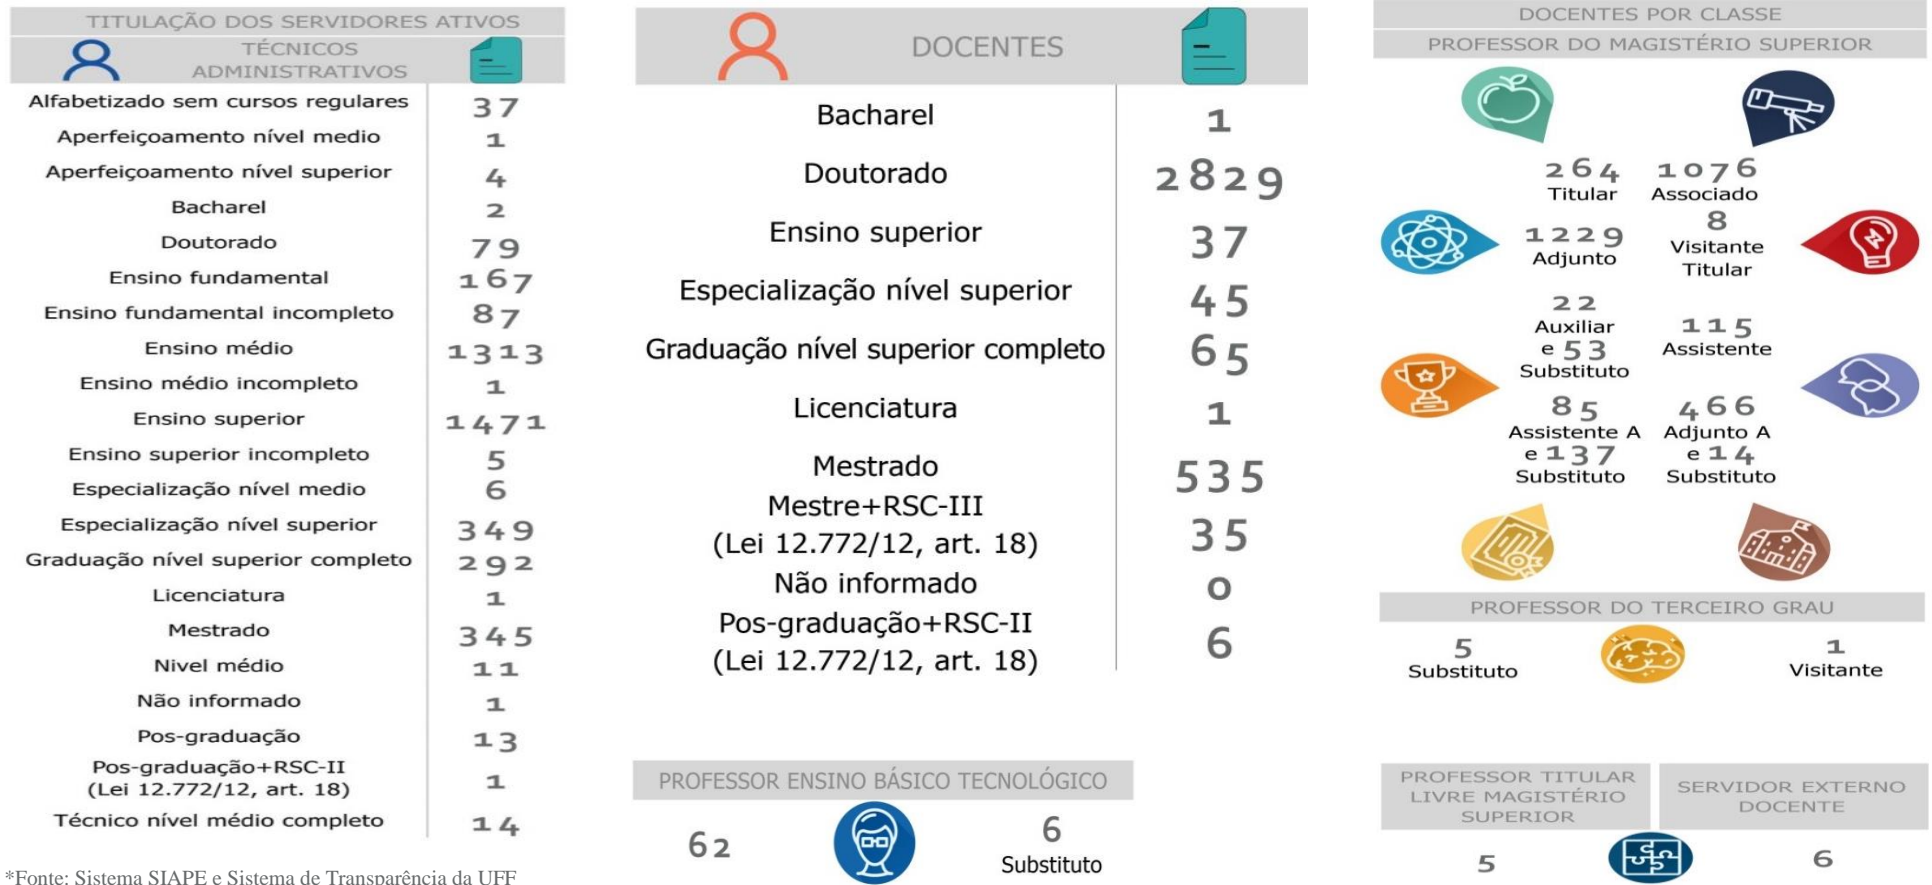 TITULAÇÃO DOS SERVIDORES ATIVOS
TÉCNICOS
ADMINISTRATIVOS
Alfabetizado sem cursos regulares 37
Aperfeiçoamento nível medio 1
Aperfeiçoamento nível superior 4
Bacharel 2
Doutorado 79
Ensino fundamental 167
Ensino fundamental incompleto 87
Ensino médio 1313
Ensino médio incompleto 1
Ensino superior 1471
Ensino superior incompleto 5
Especialização nível medio 6
Especialização nível superior 349
Graduação nível superior completo 292
Licenciatura 1
Mestrado 345
Nivel médio 11
Não informado 1
Pos-graduação 13
Pos-graduação+RSC-II
(Lei 12.772/12, art. 18) 1
Técnico nível médio completo 14
*Fonte: Sistema SIAPE e Sistema de Transparência da UFF
DOCENTES
Bacharel 1
Doutorado 2829
Ensino superior 37
Especialização nível superior 45
Graduação nível superior completo 65
Licenciatura 1
Mestrado 535
Mestre+RSC-III
(Lei 12.772/12, art. 18) 35
Não informado 0
Pos-graduação+RSC-II
(Lei 12.772/12, art. 18) 6
PROFESSOR ENSINO BÁSICO TECNOLÓGICO
62
6
Substituto
DOCENTES POR CLASSE
PROFESSOR DO MAGISTÉRIO SUPERIOR
264
Titular
1076
Associado
1229
Adjunto
8
Visitante
Titular
22
Auxiliar
e 53
Substituto
115
Assistente
85
Assistente A
e 137
Substituto
466
Adjunto A
e 14
Substituto
PROFESSOR DO TERCEIRO GRAU
5
Substituto
1
Visitante
PROFESSOR TITULAR
LIVRE MAGISTÉRIO
SUPERIOR
5
SERVIDOR EXTERNO
DOCENTE
6